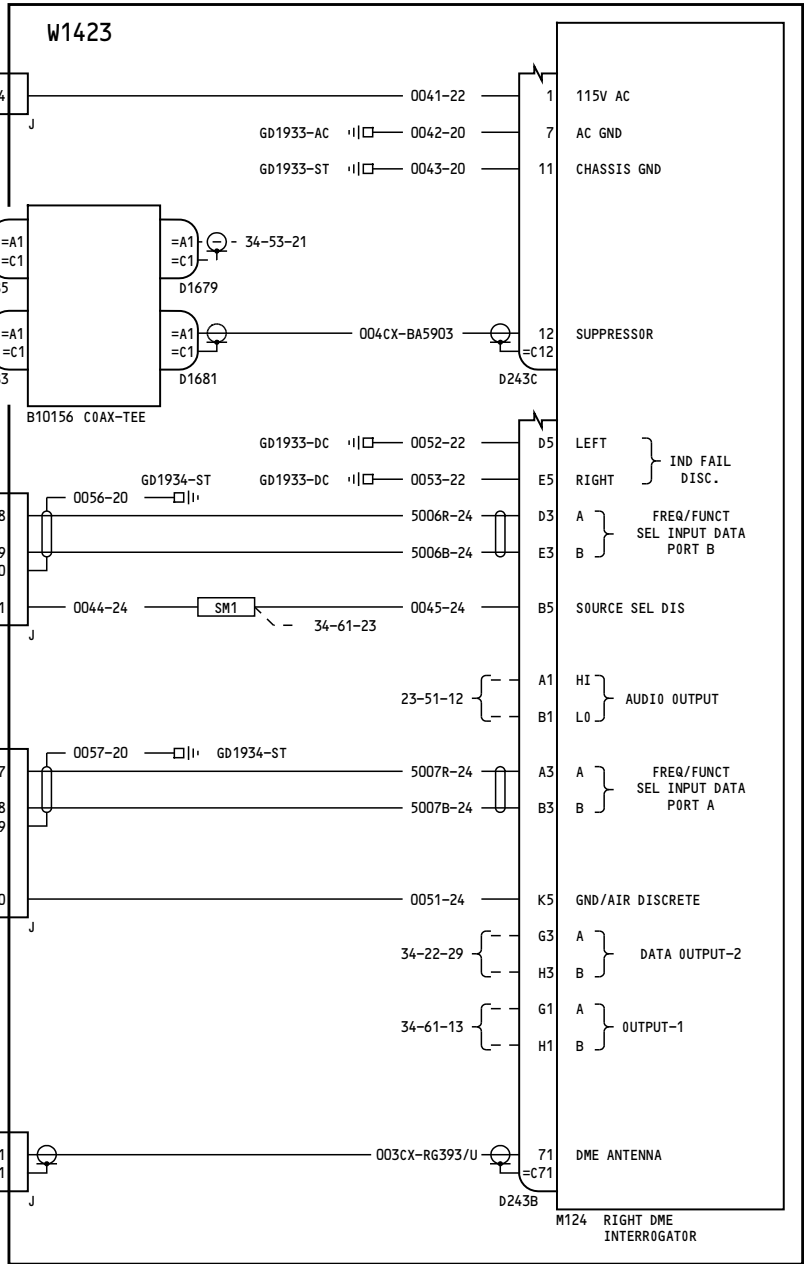 W1423
4 0041-22 1 115V AC
J
GD1933-AC 0042-20 7 AC GND
GD1933-ST 0043-20 11 CHASSIS GND
=A1 =A1 34-53-21
=C1 =C1
5 D1679
=A1 =A1 004CX-BA5903 12 SUPPRESSOR
=C1 =C1 =C12
3 D1681 D243C
B10156 COAX-TEE
GD1933-DC 0052-22 D5 LEFT
IND FAIL
GD1934-ST GD1933-DC 0053-22 E5 RIGHT DISC.
0056-20
8 5006R-24 D3 A FREQ/FUNCT
SEL INPUT DATA
9 5006B-24 E3 B PORT B
0
1 0044-24 SM1 0045-24 B5 SOURCE SEL DIS
34-61-23
J
A1 HI
23-51-12 AUDIO OUTPUT
B1 LO
0057-20 GD1934-ST
7 5007R-24 A3 A FREQ/FUNCT
SEL INPUT DATA
8 5007B-24 B3 B PORT A
9
0 0051-24 K5 GND/AIR DISCRETE
J
G3 A
34-22-29 DATA OUTPUT-2
H3 B
G1 A
34-61-13 OUTPUT-1
H1 B
1 003CX-RG393/U 71 DME ANTENNA
1 =C71
J D243B
M124 RIGHT DME
INTERROGATOR